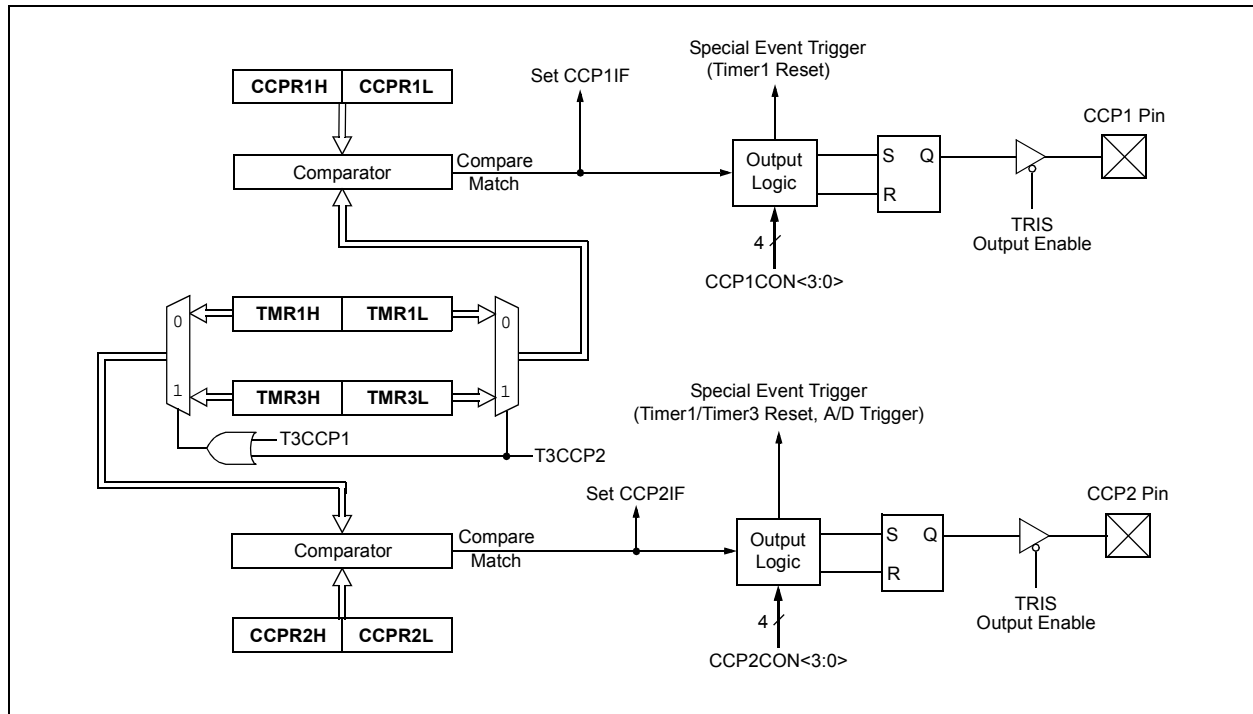 Special Event Trigger
(Timer1 Reset)
Set CCP1IF
CCPR1H CCPR1L
CCP1 Pin
Comparator
Compare
Match
Output
Logic
S Q
R
TRIS
Output Enable
4
CCP1CON<3:0>
0 TMR1H TMR1L 0
1 TMR3H TMR3L 1
T3CCP1
T3CCP2
Special Event Trigger
(Timer1/Timer3 Reset, A/D Trigger)
Set CCP2IF
CCP2 Pin
Comparator
Compare
Match
Output
Logic
S Q
R
TRIS
Output Enable
4
CCPR2H CCPR2L
CCP2CON<3:0>